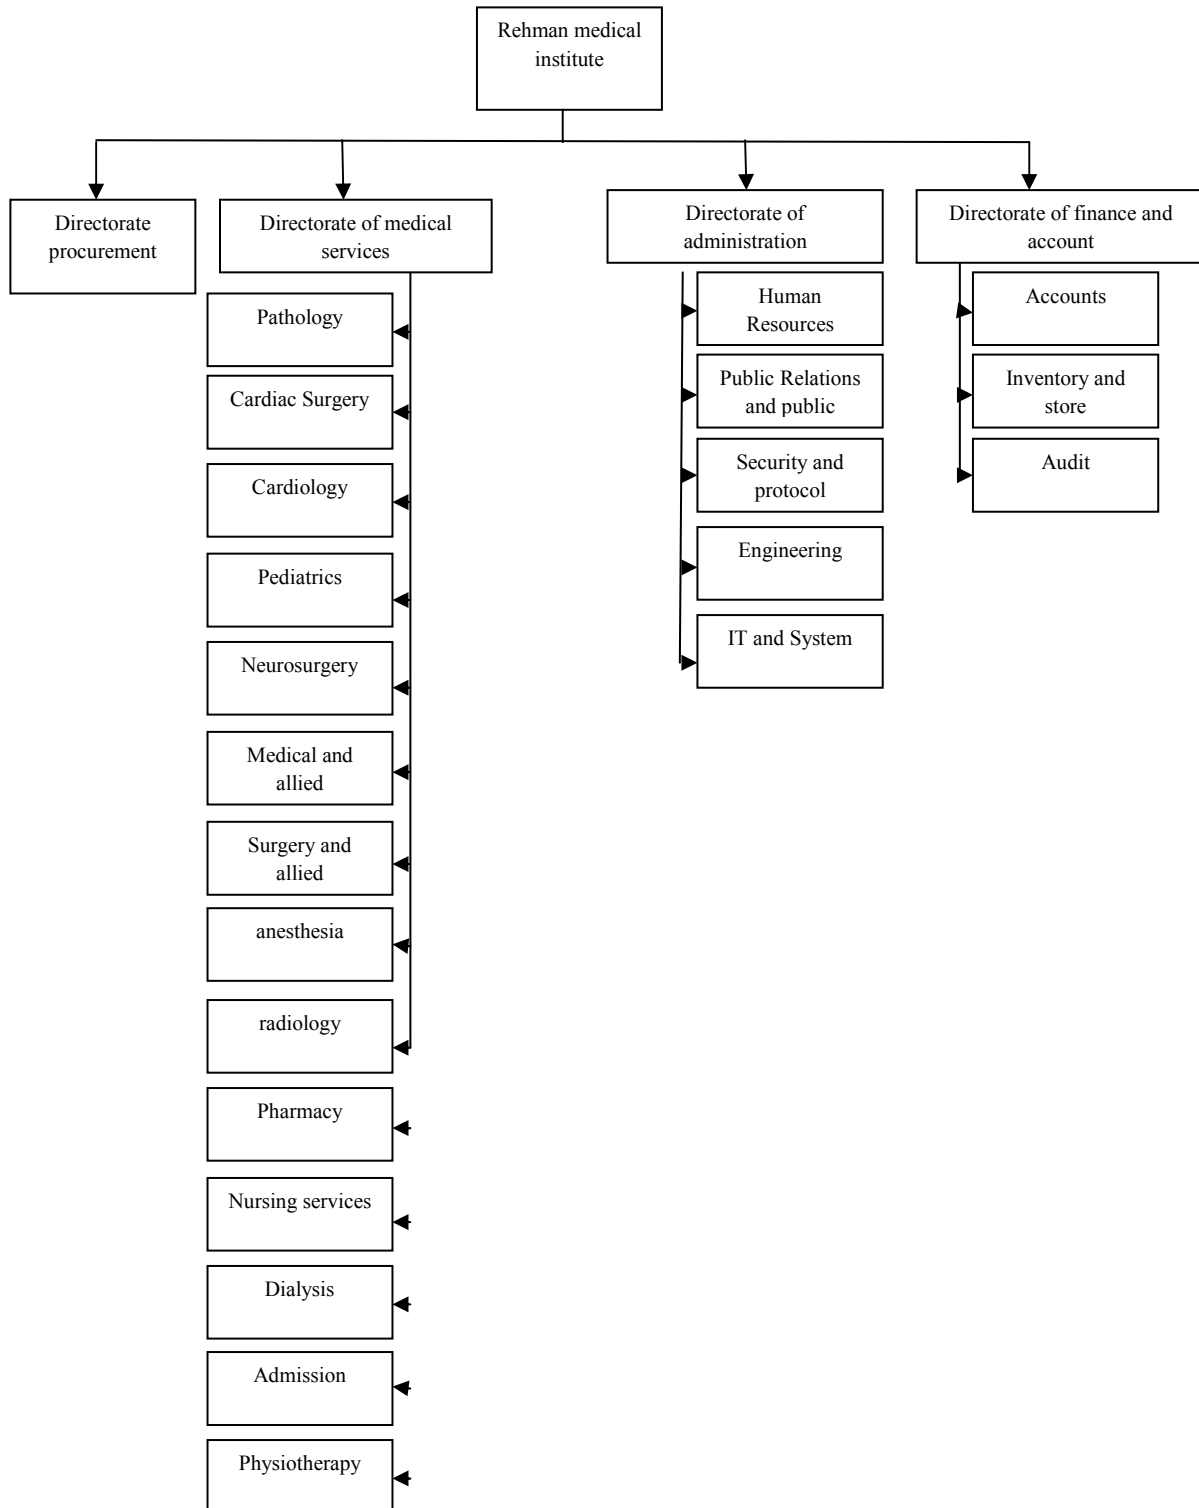 Rehman medical
institute
Directorate
procurement
Directorate of medical
services
Directorate of
administration
Directorate of finance and
account
Pathology
Cardiac Surgery
Cardiology
Pediatrics
Neurosurgery
Medical and
allied
Surgery and
allied
anesthesia
radiology
Pharmacy
Nursing services
Dialysis
Admission
Physiotherapy
Human
Resources
Public Relations
and public
Security and
protocol
Engineering
IT and System
Accounts
Inventory and
store
Audit